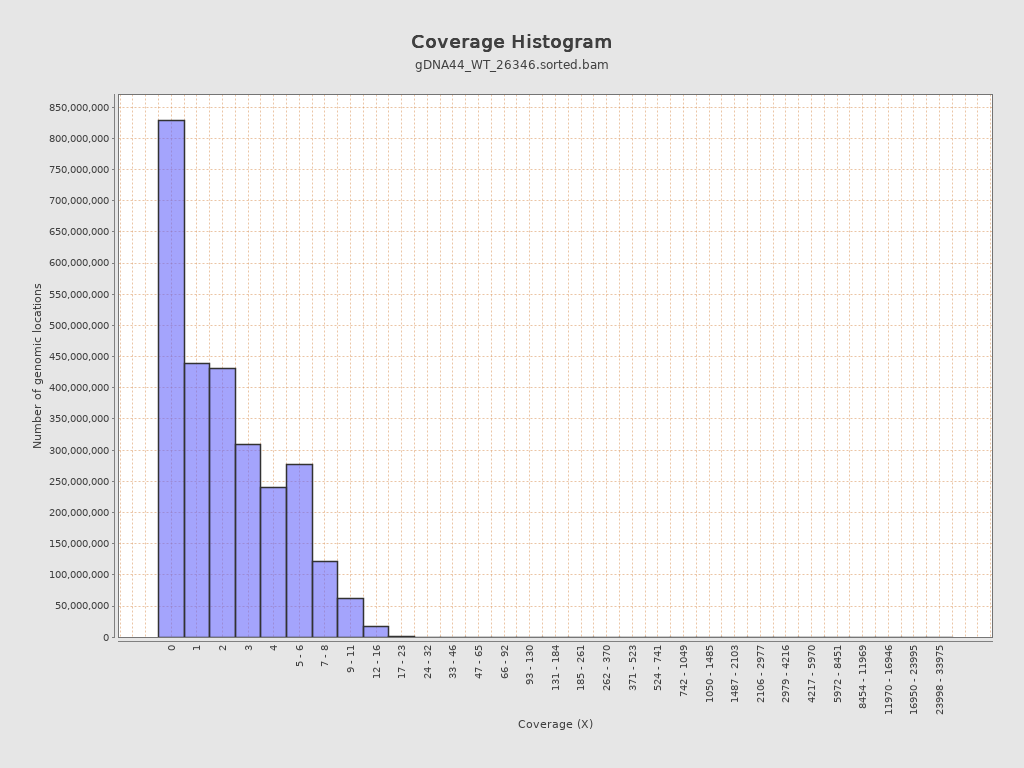 Coverage Histogram
gDNA44_WT_26346.sorted.bam
Number of genomic locations
850,000,000
800,000,000
750,000,000
700,000,000
650,000,000
600,000,000
550,000,000
500,000,000
450,000,000
400,000,000
350,000,000
300,000,000
250,000,000
200,000,000
150,000,000
100,000,000
50,000,000
0
0
1
2
3
4
5 - 6
7 - 8
9 - 11
12 - 16
17 - 23
24 - 32
33 - 46
47 - 65
66 - 92
93 - 130
131 - 184
185 - 261
262 - 370
371 - 523
524 - 741
742 - 1049
1050 - 1485
1487 - 2103
2106 - 2977
2979 - 4216
4217 - 5970
5972 - 8451
8454 - 11969
11970 - 16946
16950 - 23995
23998 - 33975
Coverage (X)